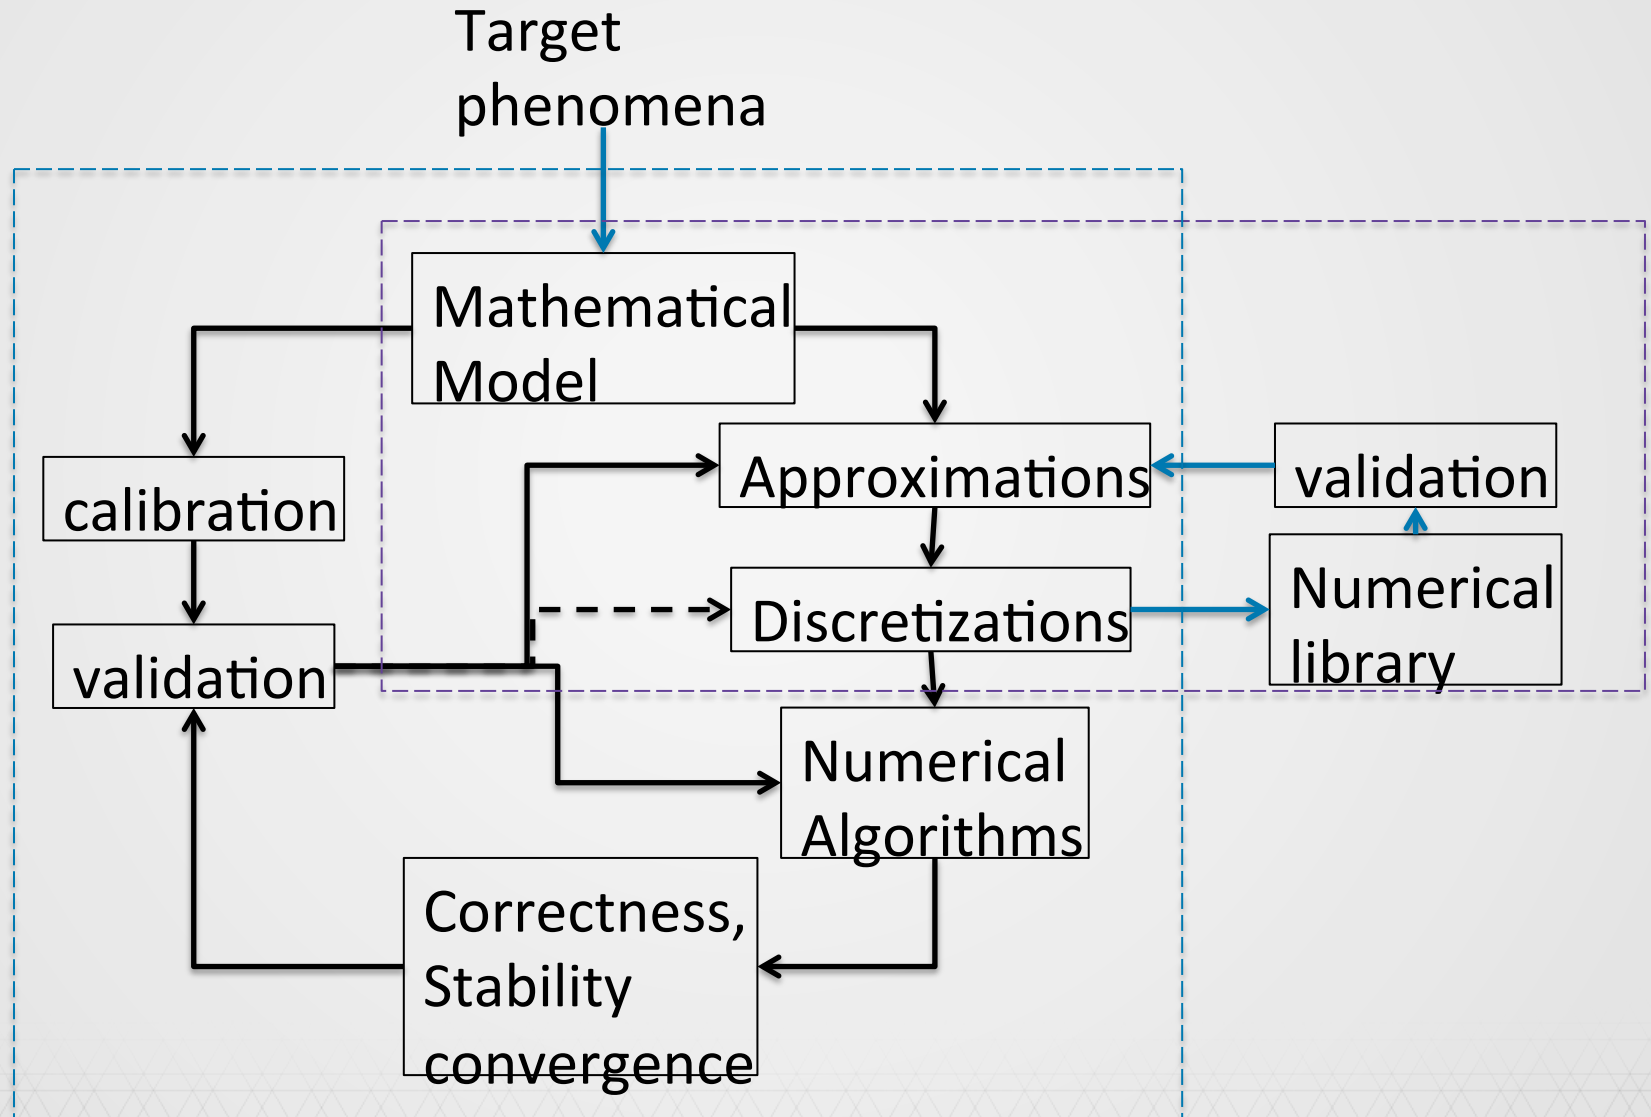 Target
phenomena
Mathematical
Model
Approximations
validation
calibration
Numerical
library
Discretizations
validation
Numerical
Algorithms
Correctness,
Stability
convergence